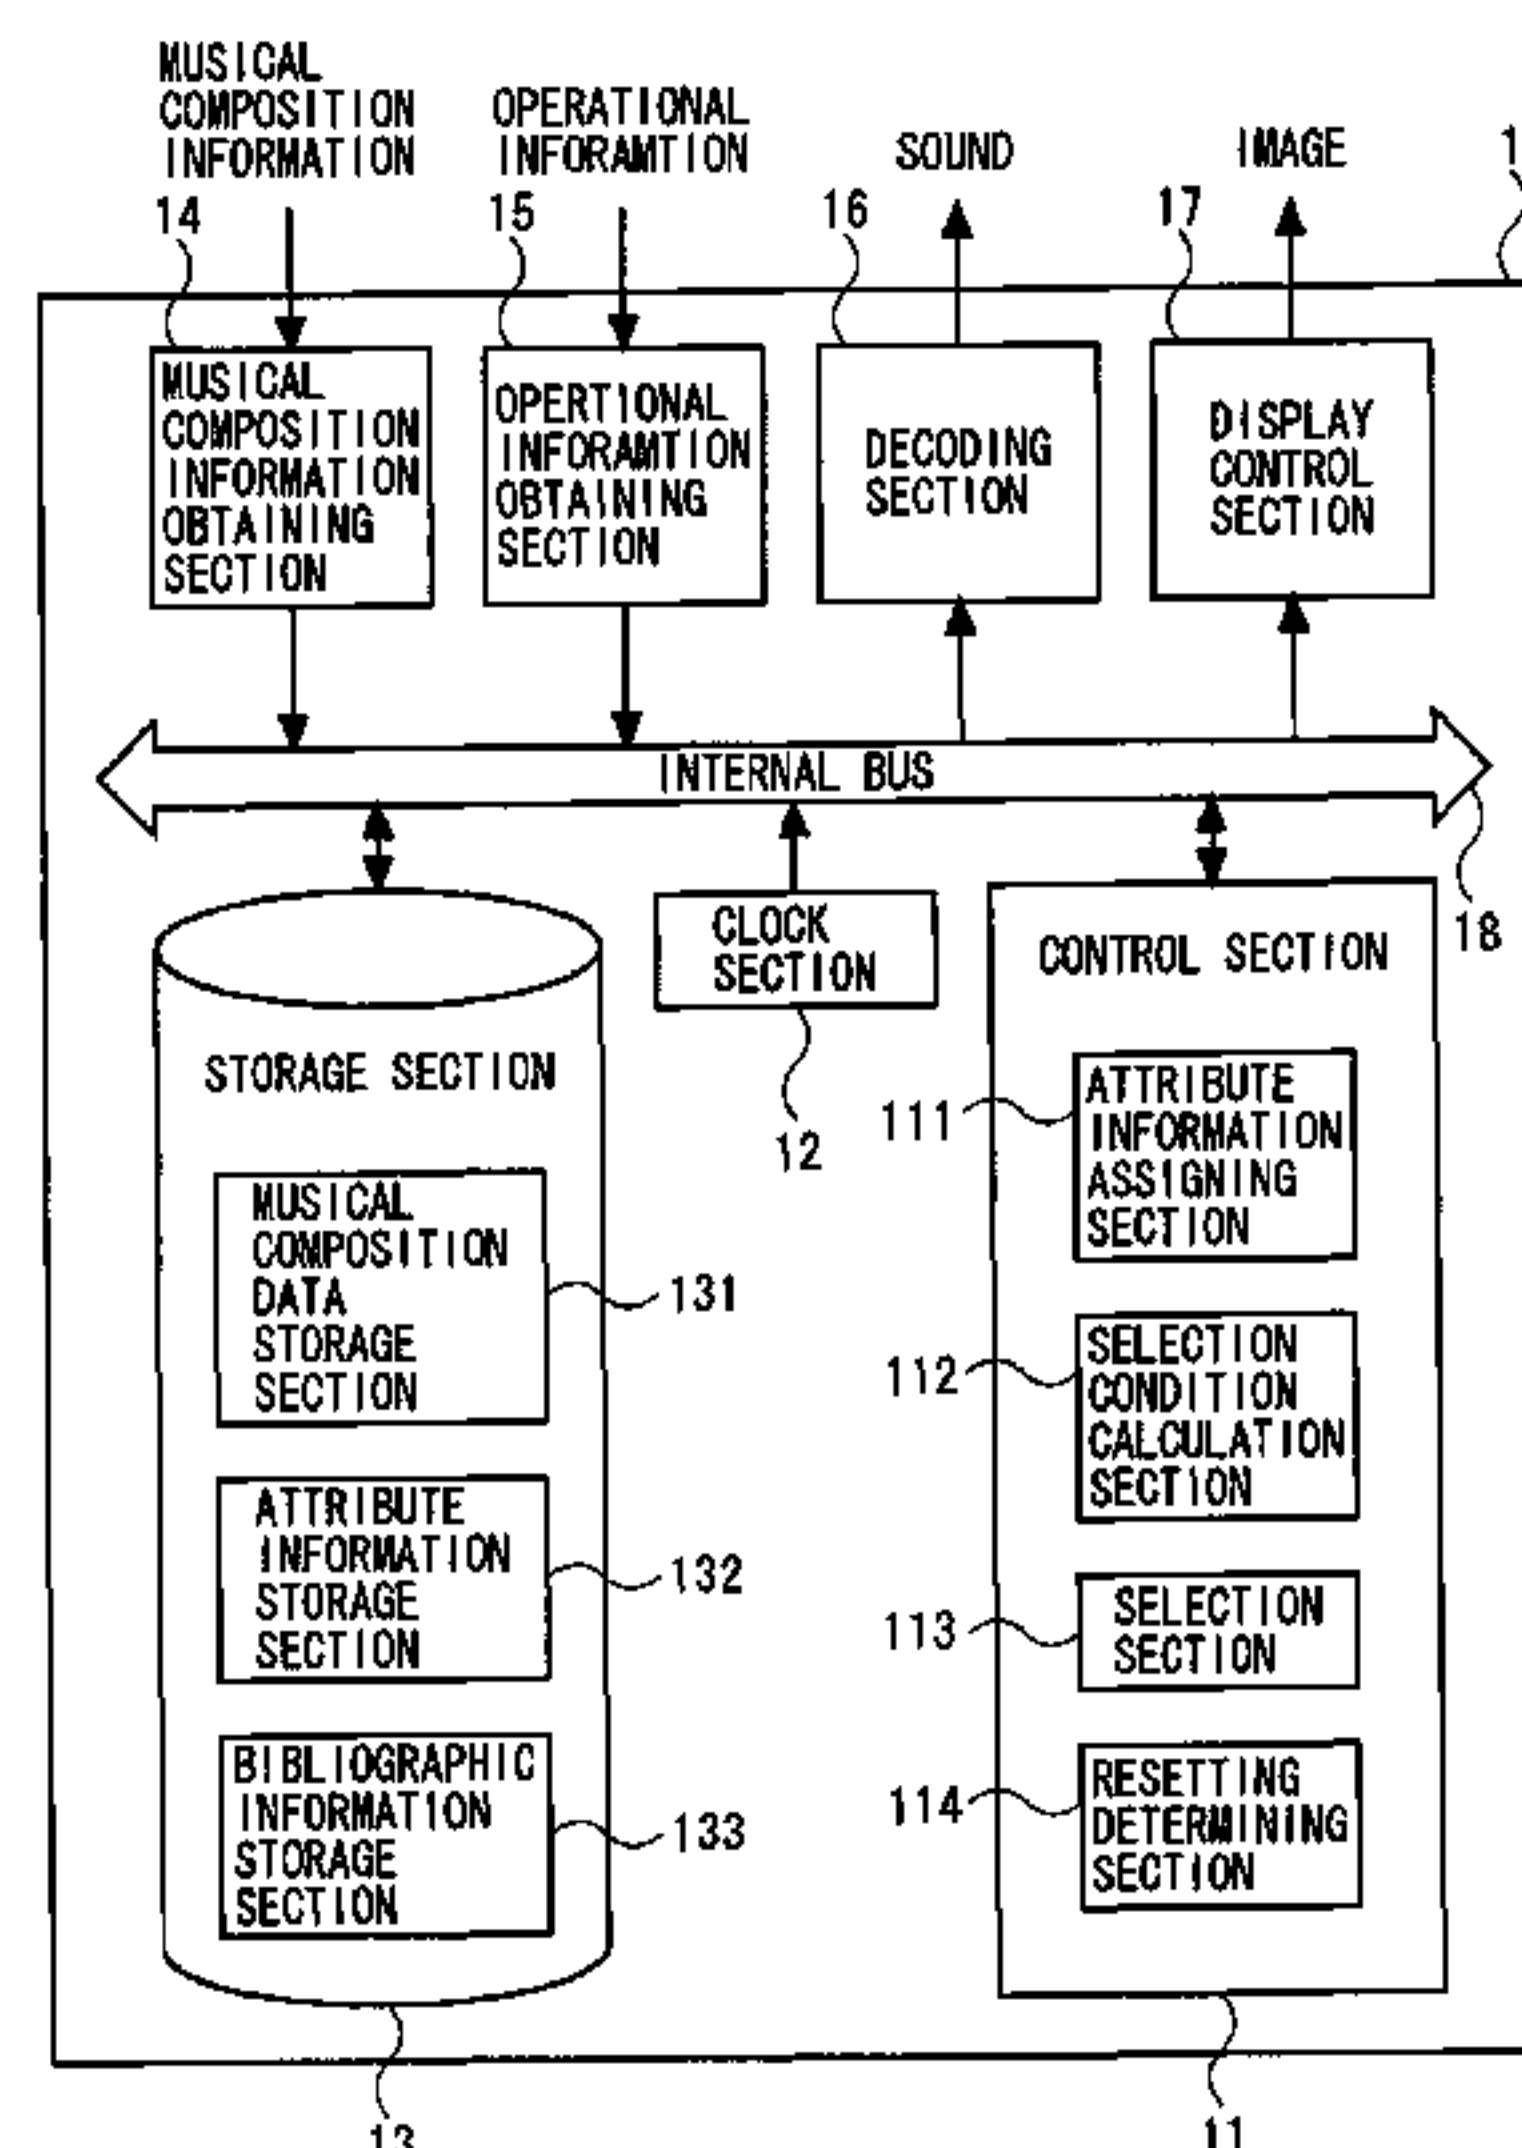 MUSICAL
COMPOSITION
INFORMATION
OPERATIONAL
INFORAMTION
SOUND
IMAGE
1
14
15
16
17
MUSICAL
COMPOSITION
INFORMATION
OBTAINING
SECTION
OPERTIONAL
INFORAMTION
OBTAINING
SECTION
DECODING
SECTION
DISPLAY
CONTROL
SECTION
INTERNAL BUS
18
STORAGE SECTION
MUSICAL
COMPOSITION
DATA
STORAGE
SECTION
131
ATTRIBUTE
INFORMATION
STORAGE
SECTION
132
BIBLIOGRAPHIC
INFORMATION
STORAGE
SECTION
133
13
CLOCK
SECTION
12
CONTROL SECTION
111
ATTRIBUTE
INFORMATION
ASSIGNING
SECTION
112
SELECTION
CONDITION
CALCULATION
SECTION
113
SELECTION
SECTION
114
RESETTING
DETERMINING
SECTION
11